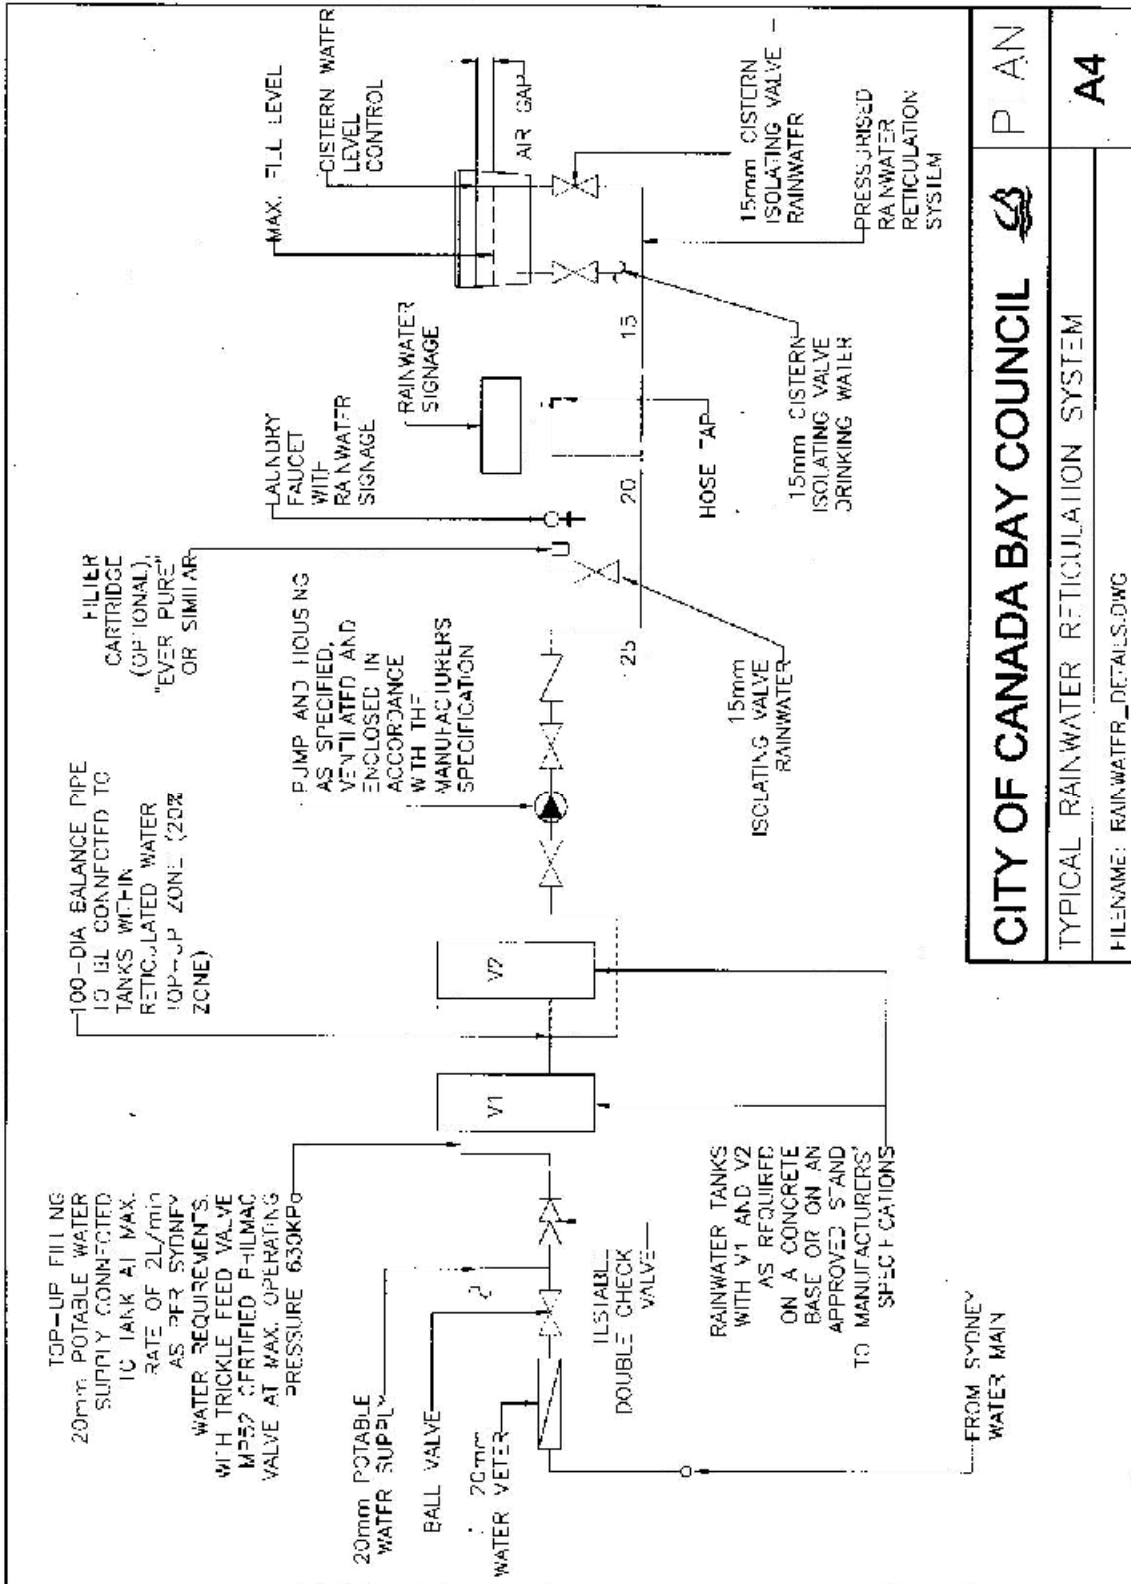 TOP-UP FILLING
20mm POTABLE WATER
SUPPLY CONNECTED
TO TANK AT MAX.
RATE OF 2L/min
AS PER SYDNEY
WATER REQUIREMENTS.
WITH TRICKLE FEED VALVE
MP52 CERTIFIED PHILMAC
VALVE AT MAX. OPERATING
PRESSURE 630KPa
20mm POTABLE
WATER SUPPLY
BALL VALVE
20mm
WATER METER
20
TESTABLE
DOUBLE CHECK
VALVE
FROM SYDNEY
WATER MAIN
100-DIA BALANCE PIPE
TO BE CONNECTED TO
TANKS WITHIN
RETICULATED WATER
TOP-UP ZONE (20%
ZONE)
V1
V2
RAINWATER TANKS
WITH V1 AND V2
AS REQUIRED
ON A CONCRETE
BASE OR ON AN
APPROVED STAND
TO MANUFACTURERS'
SPECIFICATIONS
PUMP AND HOUSING
AS SPECIFIED,
VENTILATED AND
ENCLOSED IN
ACCORDANCE
WITH THE
MANUFACTURERS
SPECIFICATION
FILTER
CARTRIDGE
(OPTIONAL),
"EVER PURE"
OR SIMILAR
LAUNDRY
FAUCET
WITH
RAINWATER
SIGNAGE
RAINWATER
SIGNAGE
MAX. FILL LEVEL
CISTERN WATER
LEVEL
CONTROL
AIR GAP
25
20
15
15mm
ISOLATING VALVE
RAINWATER
HOSE TAP
15mm CISTERN
ISOLATING VALVE
DRINKING WATER
15mm CISTERN
ISOLATING VALVE -
RAINWATER
PRESSURISED
RAINWATER
RETICULATION
SYSTEM
CITY OF CANADA BAY COUNCIL
PLAN
TYPICAL RAINWATER RETICULATION SYSTEM
A4
FILENAME: RAINWATER_DETAILS.DWG